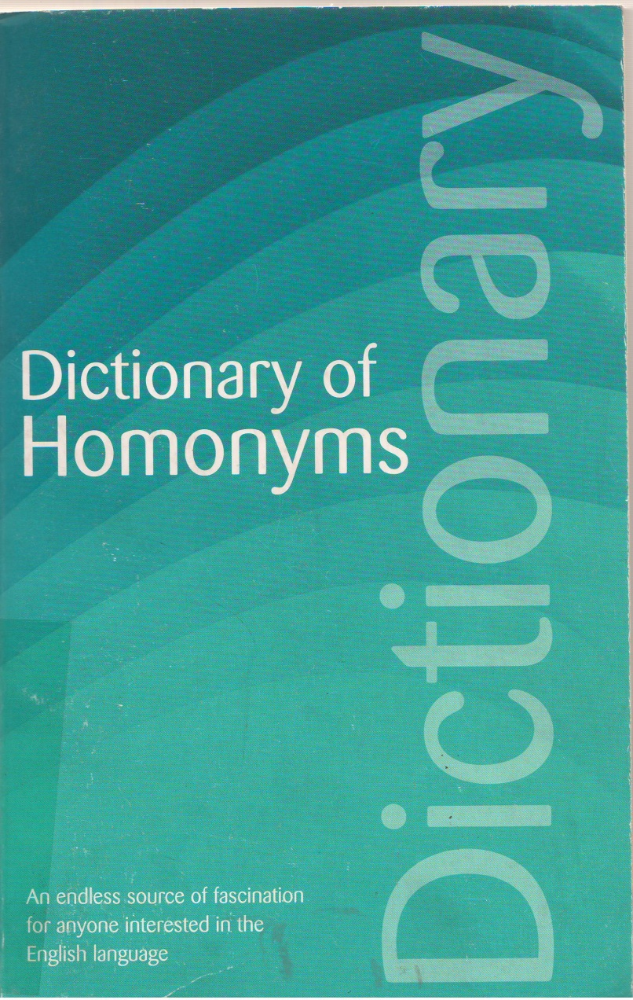 Dictionary
Dictionary of
Homonyms
An endless source of fascination
for anyone interested in the
English language